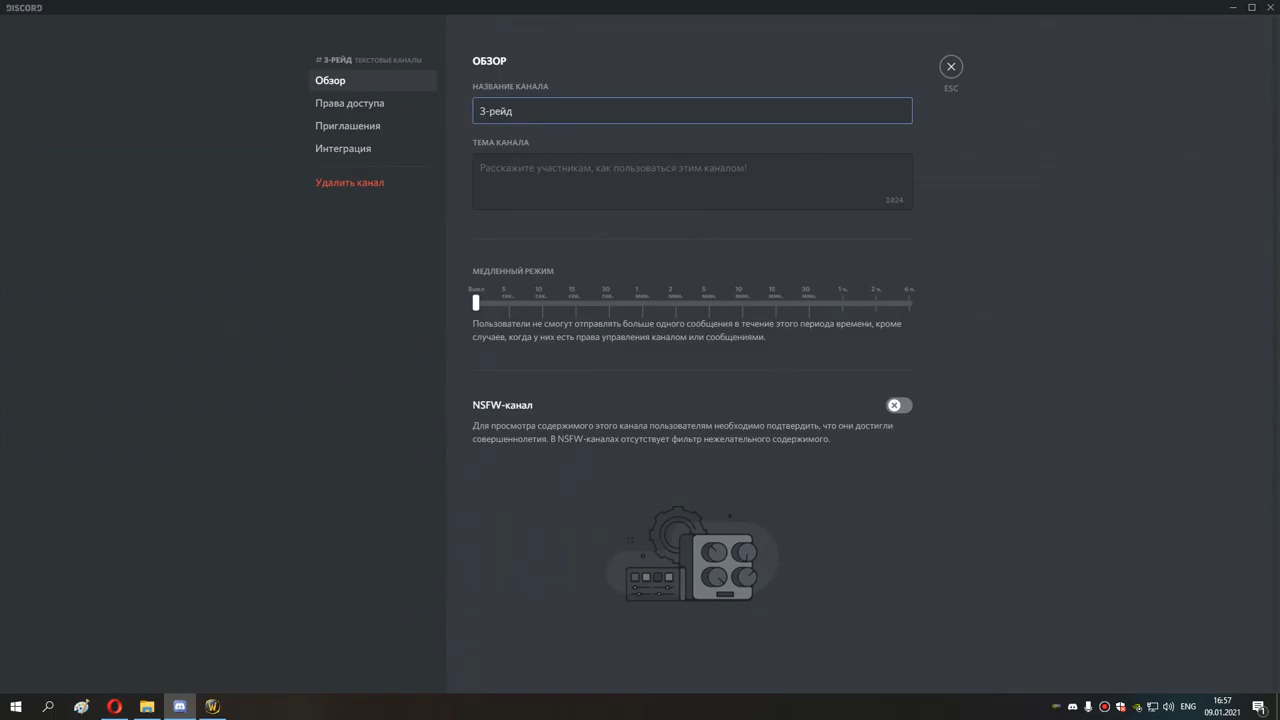 DISCORD
# 3-РЕЙД ТЕКСТОВЫЕ КАНАЛЫ
Обзор
Права доступа
Приглашения
Интеграция
Удалить канал
ОБЗОР
ESC
НАЗВАНИЕ КАНАЛА
3-рейд
ТЕМА КАНАЛА
Расскажите участникам, как пользоваться этим каналом!
1024
МЕДЛЕННЫЙ РЕЖИМ
Выкл 5 сек. 10 сек. 15 сек. 30 сек. 1 мин. 2 мин. 5 мин. 10 мин. 15 мин. 30 мин. 1 ч. 2 ч. 6 ч.
Пользователи не смогут отправлять больше одного сообщения в течение этого периода времени, кроме
случаев, когда у них есть права управления каналом или сообщениями.
NSFW-канал
Для просмотра содержимого этого канала пользователям необходимо подтвердить, что они достигли
совершеннолетия. В NSFW-каналах отсутствует фильтр нежелательного содержимого.
ENG
16:57
09.01.2021